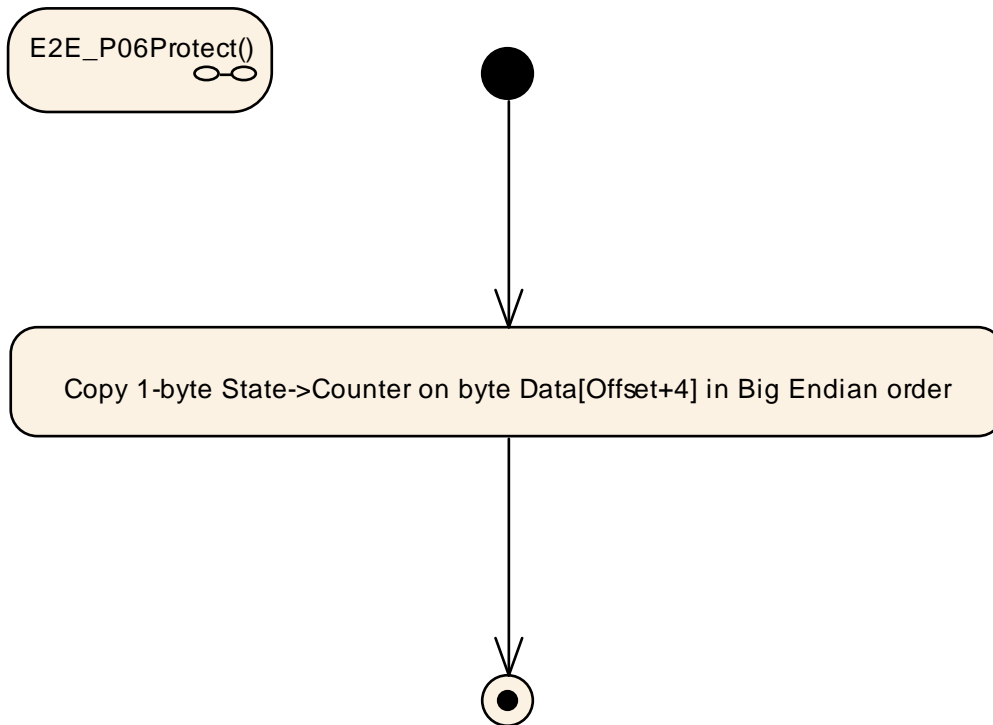 E2E_P06Protect()
Copy 1-byte State->Counter on byte Data[Offset+4] in Big Endian order